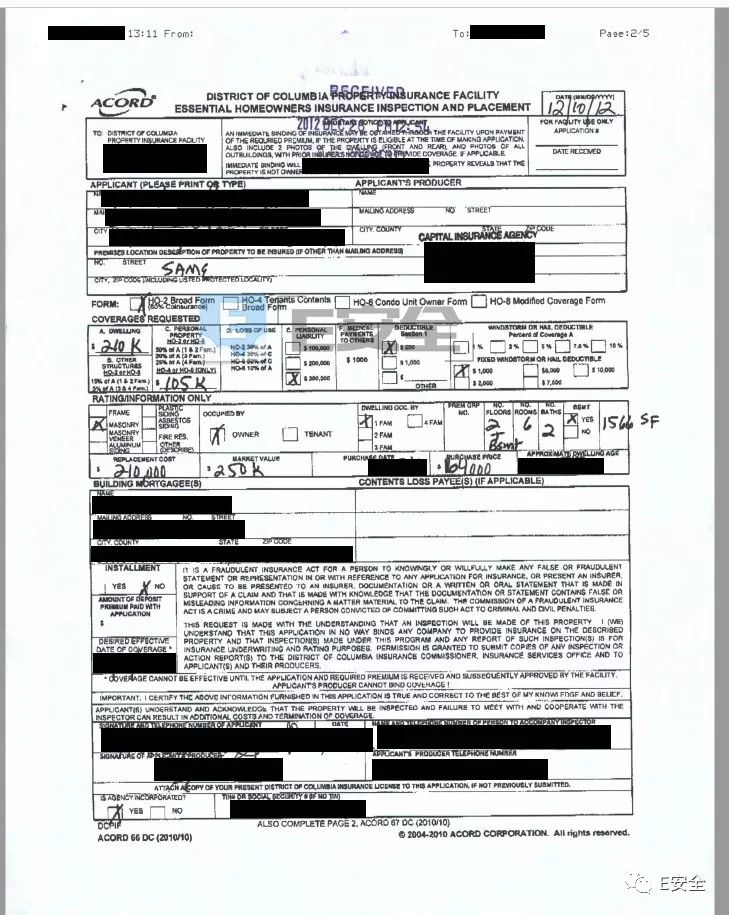 13:11 From:
To:
Page:2/5
ACORD
DISTRICT OF COLUMBIA PROPERTY INSURANCE FACILITY
ESSENTIAL HOMEOWNERS INSURANCE INSPECTION AND PLACEMENT
RECEIVED
DATE (MM/DD/YYYY)
12/10/12
TO: DISTRICT OF COLUMBIA
PROPERTY INSURANCE FACILITY
AN IMMEDIATE BINDING OF INSURANCE MAY BE OBTAINED THROUGH THE FACILITY UPON PAYMENT
OF THE REQUIRED PREMIUM, IF THE PROPERTY IS ELIGIBLE AT THE TIME OF MAKING APPLICATION.
ALSO INCLUDE 2 PHOTOS OF THE DWELLING (FRONT AND REAR), AND PHOTOS OF ALL
OUTBUILDINGS, WITH PRIOR INSURER'S
PROVIDE COVERAGE IF APPLICABLE.
IMMEDIATE BINDING WILL
PROPERTY REVEALS THAT THE
PROPERTY IS NOT OWNER
FOR FACILITY USE ONLY
APPLICATION #
DATE RECEIVED
APPLICANT (PLEASE PRINT OR TYPE)
APPLICANT'S PRODUCER
NAME
MAILING ADDRESS NO STREET
CITY
CITY. COUNTY STATE ZIP CODE
CAPITAL INSURANCE AGENCY
PREMISES LOCATION DESCRIPTION OF PROPERTY TO BE INSURED (IF OTHER THAN MAILING ADDRESS)
NO. STREET
SAME
CITY, ZIP CODE (INCLUDING LISTED PROTECTED LOCALITY)
FORM:
HO-2 Broad Form
(80% Coinsurance)
HO-4 Tenants Contents
Broad Form
HO-6 Condo Unit Owner Form
HO-8 Modified Coverage Form
E安全
COVERAGES REQUESTED
A. DWELLING
$ 210 K
B. OTHER
STRUCTURES
HO-2 or HO-8
10% of A (1 & 2 Fam.)
5% of A (3 & 4 Fam.)
C. PERSONAL
PROPERTY
HO-2 or HO-8
50% of A (1 & 2 Fam.)
30% of A (3 Fam.)
25% of A (4 Fam.)
HO-4 or HO-6 (ONLY)
$ 105 K
D. LOSS OF USE
HO-2 30% of A
HO-4 30% of C
HO-8 10% of A
E. PERSONAL
LIABILITY
$ 100,000
$ 200,000
X $ 300,000
F. MEDICAL
PAYMENTS
TO OTHERS
$ 1000
DEDUCTIBLE
Section I
X $ 500
$ 1,000
OTHER
WINDSTORM OR HAIL DEDUCTIBLE
Percent of Coverage A
1 % 2 % 5 % 7.5 % 10 %
FIXED WINDSTORM OR HAIL DEDUCTIBLE
X $ 1,000 $5,000 $ 10,000
$ 2,000 $ 7,500
RATING/INFORMATION ONLY
FRAME
X MASONRY
MASONRY
VENEER
ALUMINUM
SIDING
PLASTIC
SIDING
ASBESTOS
SIDING
FIRE RES.
OTHER
(DESCRIBE)
OCCUPIED BY
X OWNER
TENANT
DWELLING OCC. BY
X 1 FAM 4 FAM
2 FAM
3 FAM
PREM GRP
NO.
NO.
FLOORS
2
Bsmt
NO.
ROOMS
6
NO.
BATHS
2
BSMT
X YES
NO
1566 SF
REPLACEMENT COST
$ 210,000
MARKET VALUE
$ 250 K
PURCHASE DATE
PURCHASE PRICE
APPROXIMATE DWELLING AGE
BUILDING MORTGAGEE(S)
CONTENTS LOSS PAYEE(S) (IF APPLICABLE)
NAME
MAILING ADDRESS NO. STREET
CITY. COUNTY STATE ZIP CODE
INSTALLMENT
YES X NO
AMOUNT OF DEPOSIT
PREMIUM PAID WITH
APPLICATION
$
DESIRED EFFECTIVE
DATE OF COVERAGE *
IT IS A FRAUDULENT INSURANCE ACT FOR A PERSON TO KNOWINGLY OR WILLFULLY MAKE ANY FALSE OR FRAUDULENT
STATEMENT OR REPRESENTATION IN OR WITH REFERENCE TO ANY APPLICATION FOR INSURANCE, OR PRESENT AN INSURER,
OR CAUSE TO BE PRESENTED TO AN INSURER, DOCUMENTATION OR A WRITTEN OR ORAL STATEMENT THAT IS MADE IN
SUPPORT OF A CLAIM AND THAT IS MADE WITH KNOWLEDGE THAT THE DOCUMENTATION OR STATEMENT CONTAINS FALSE OR
MISLEADING INFORMATION CONCERNING A MATTER MATERIAL TO THE CLAIM. THE COMMISSION OF A FRAUDULENT INSURANCE
ACT IS A CRIME AND MAY SUBJECT A PERSON CONVICTED OF COMMITTING SUCH ACT TO CRIMINAL AND CIVIL PENALTIES.
THIS REQUEST IS MADE WITH THE UNDERSTANDING THAT AN INSPECTION WILL BE MADE OF THIS PROPERTY I (WE)
UNDERSTAND THAT THIS APPLICATION IN NO WAY BINDS ANY COMPANY TO PROVIDE INSURANCE ON THE DESCRIBED
PROPERTY AND THAT INSPECTION(S) MADE UNDER THIS PROGRAM AND ANY REPORT OF SUCH INSPECTION(S) IS FOR
INSURANCE UNDERWRITING AND RATING PURPOSES. PERMISSION IS GRANTED TO SUBMIT COPIES OF ANY INSPECTION OR
ACTION REPORT(S) TO THE DISTRICT OF COLUMBIA INSURANCE COMMISSIONER, INSURANCE SERVICES OFFICE AND TO
APPLICANT(S) AND THEIR PRODUCERS.
* COVERAGE CANNOT BE EFFECTIVE UNTIL THE APPLICATION AND REQUIRED PREMIUM IS RECEIVED AND SUBSEQUENTLY APPROVED BY THE FACILITY.
APPLICANT'S PRODUCER CANNOT BIND COVERAGE !
IMPORTANT. I CERTIFY THE ABOVE INFORMATION FURNISHED IN THIS APPLICATION IS TRUE AND CORRECT TO THE BEST OF MY KNOWLEDGE AND BELIEF.
APPLICANT(S) UNDERSTAND AND ACKNOWLEDGE THAT THE PROPERTY WILL BE INSPECTED AND FAILURE TO MEET WITH AND COOPERATE WITH THE
INSPECTOR CAN RESULT IN ADDITIONAL COSTS AND TERMINATION OF COVERAGE.
SIGNATURE AND TELEPHONE NUMBER OF APPLICANT DATE
NAME AND TELEPHONE NUMBER OF PERSON TO ACCOMPANY INSPECTOR
SIGNATURE OF APPLICANT'S PRODUCER
APPLICANT'S PRODUCER TELEPHONE NUMBER
ATTACH A COPY OF YOUR PRESENT DISTRICT OF COLUMBIA INSURANCE LICENSE TO THIS APPLICATION, IF NOT PREVIOUSLY SUBMITTED.
IS AGENCY INCORPORATED?
X YES NO
TIN# OR SOCIAL SECURITY # (IF NO TIN)
DCPIF
ALSO COMPLETE PAGE 2, ACORD 67 DC (2010/10)
ACORD 66 DC (2010/10)
© 2004-2010 ACORD CORPORATION. All rights reserved.
E安全